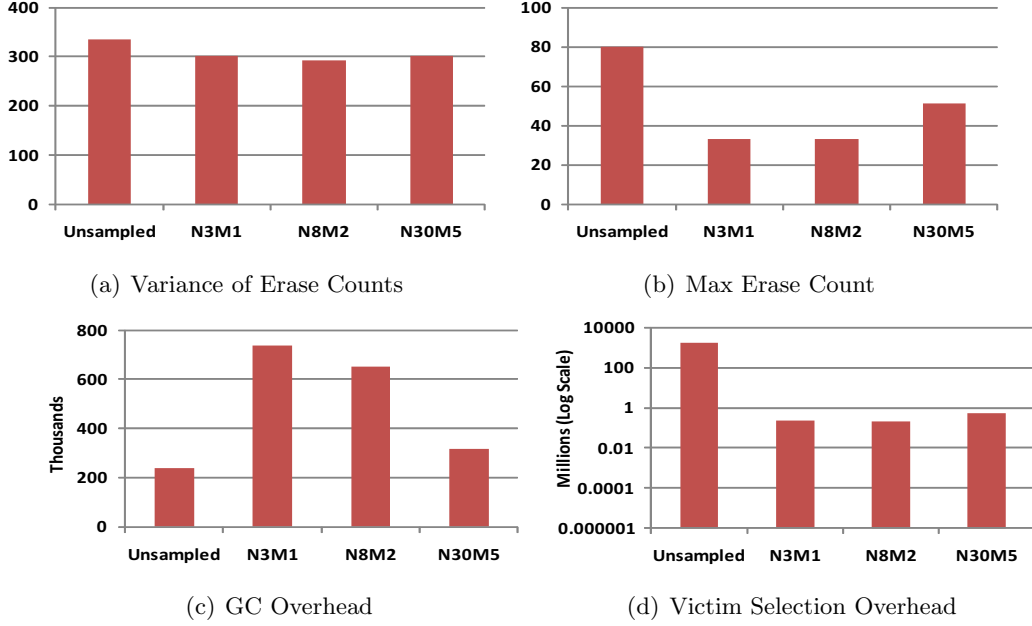 400
300
200
100
0
Unsampled N3M1 N8M2 N30M5
(a) Variance of Erase Counts
100
80
60
40
20
0
Unsampled N3M1 N8M2 N30M5
(b) Max Erase Count
Thousands
800
600
400
200
0
Unsampled N3M1 N8M2 N30M5
(c) GC Overhead
Millions (Log Scale)
10000
100
1
0.01
0.0001
0.000001
Unsampled N3M1 N8M2 N30M5
(d) Victim Selection Overhead